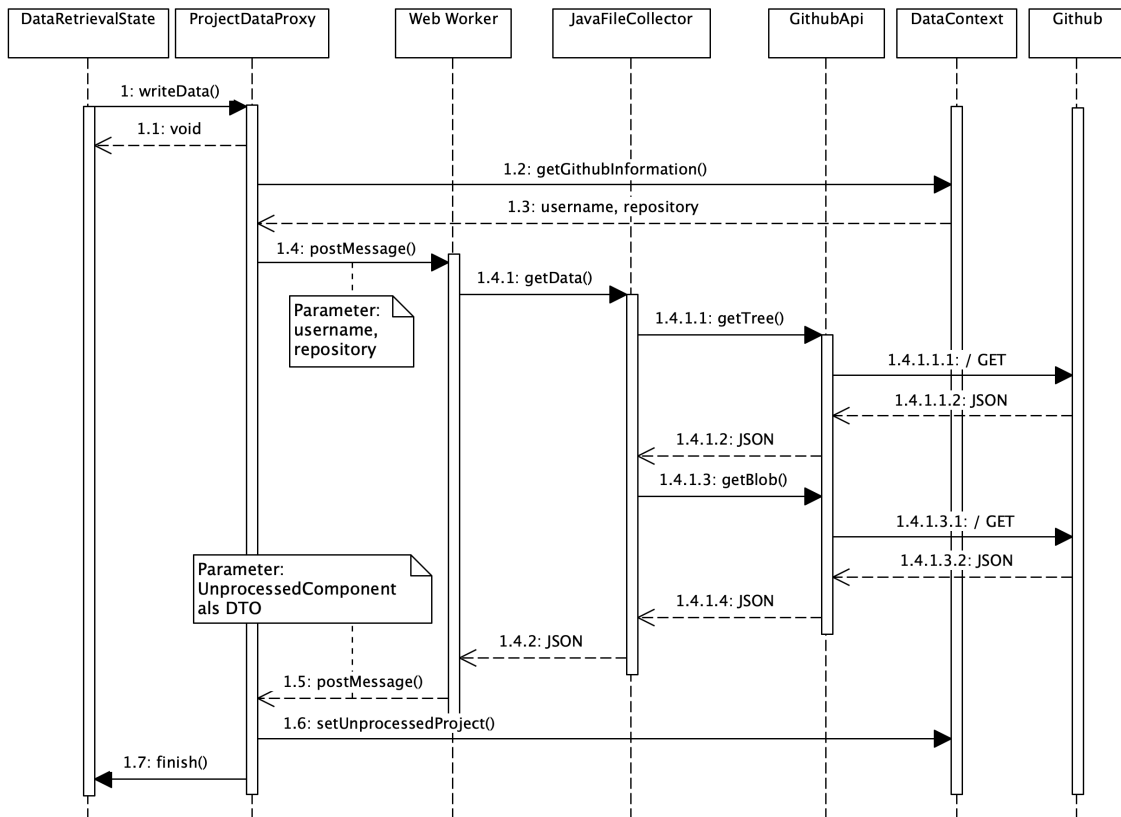 DataRetrievalState
ProjectDataProxy
Web Worker
JavaFileCollector
GithubApi
DataContext
Github
1: writeData()
1.1: void
1.2: getGithubInformation()
1.3: username, repository
1.4: postMessage()
1.4.1: getData()
Parameter:
username,
repository
1.4.1.1: getTree()
1.4.1.1.1: / GET
1.4.1.1.2: JSON
1.4.1.2: JSON
1.4.1.3: getBlob()
1.4.1.3.1: / GET
1.4.1.3.2: JSON
Parameter:
UnprocessedComponent
als DTO
1.4.1.4: JSON
1.4.2: JSON
1.5: postMessage()
1.6: setUnprocessedProject()
1.7: finish()